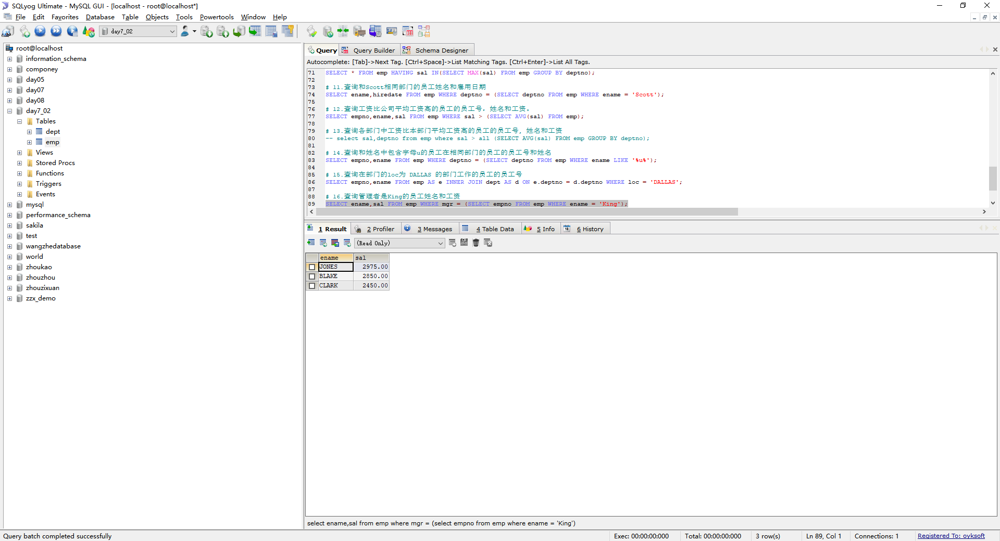 SQLyog Ultimate - MySQL GUI - [localhost - root@localhost*]
File Edit Favorites Database Table Objects Tools Powertools Window Help
day7_02
root@localhost
information_schema
componey
day05
day07
day08
day7_02
Tables
dept
emp
Views
Stored Procs
Functions
Triggers
Events
mysql
performance_schema
sakila
test
wangzhedatabase
world
zhoukao
zhouzhou
zhouzixuan
zzx_demo
Query Query Builder Schema Designer
Autocomplete: [Tab]->Next Tag. [Ctrl+Space]->List Matching Tags. [Ctrl+Enter]->List All Tags.
71 SELECT * FROM emp HAVING sal IN(SELECT MAX(sal) FROM emp GROUP BY deptno);
72
73 # 11.查询和Scott相同部门的员工姓名和雇用日期
74 SELECT ename,hiredate FROM emp WHERE deptno = (SELECT deptno FROM emp WHERE ename = 'Scott');
75
76 # 12.查询工资比公司平均工资高的员工的员工号，姓名和工资。
77 SELECT empno,ename,sal FROM emp WHERE sal > (SELECT AVG(sal) FROM emp);
78
79 # 13.查询各部门中工资比本部门平均工资高的员工的员工号, 姓名和工资
80 -- select sal,deptno from emp where sal > all (SELECT AVG(sal) FROM emp GROUP BY deptno);
81
82 # 14.查询和姓名中包含字母u的员工在相同部门的员工的员工号和姓名
83 SELECT empno,ename FROM emp WHERE deptno = (SELECT deptno FROM emp WHERE ename LIKE '%u%');
84
85 # 15.查询在部门的loc为 DALLAS 的部门工作的员工的员工号
86 SELECT empno,ename FROM emp AS e INNER JOIN dept AS d ON e.deptno = d.deptno WHERE loc = 'DALLAS';
87
88 # 16.查询管理者是King的员工姓名和工资
89 SELECT ename,sal FROM emp WHERE mgr = (SELECT empno FROM emp WHERE ename = 'King');
1 Result 2 Profiler 3 Messages 4 Table Data 5 Info 6 History
(Read Only)
ename sal
JONES 2975.00
BLAKE 2850.00
CLARK 2450.00
select ename,sal from emp where mgr = (select empno from emp where ename = 'King')
Query batch completed successfully Exec: 00:00:00:000 Total: 00:00:00:000 3 row(s) Ln 89, Col 1 Connections: 1 Registered To: ovksoft